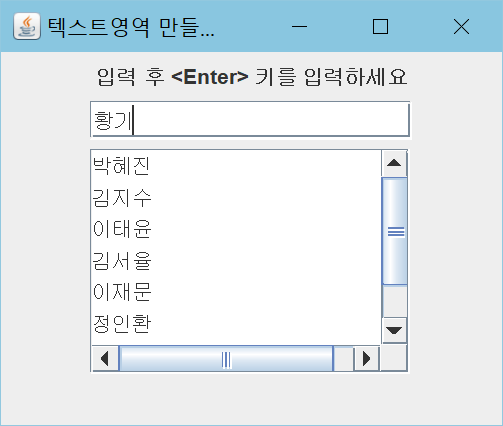 텍스트영역 만들...
입력 후 <Enter> 키를 입력하세요
황기
박혜진
김지수
이태윤
김서율
이재문
정인환